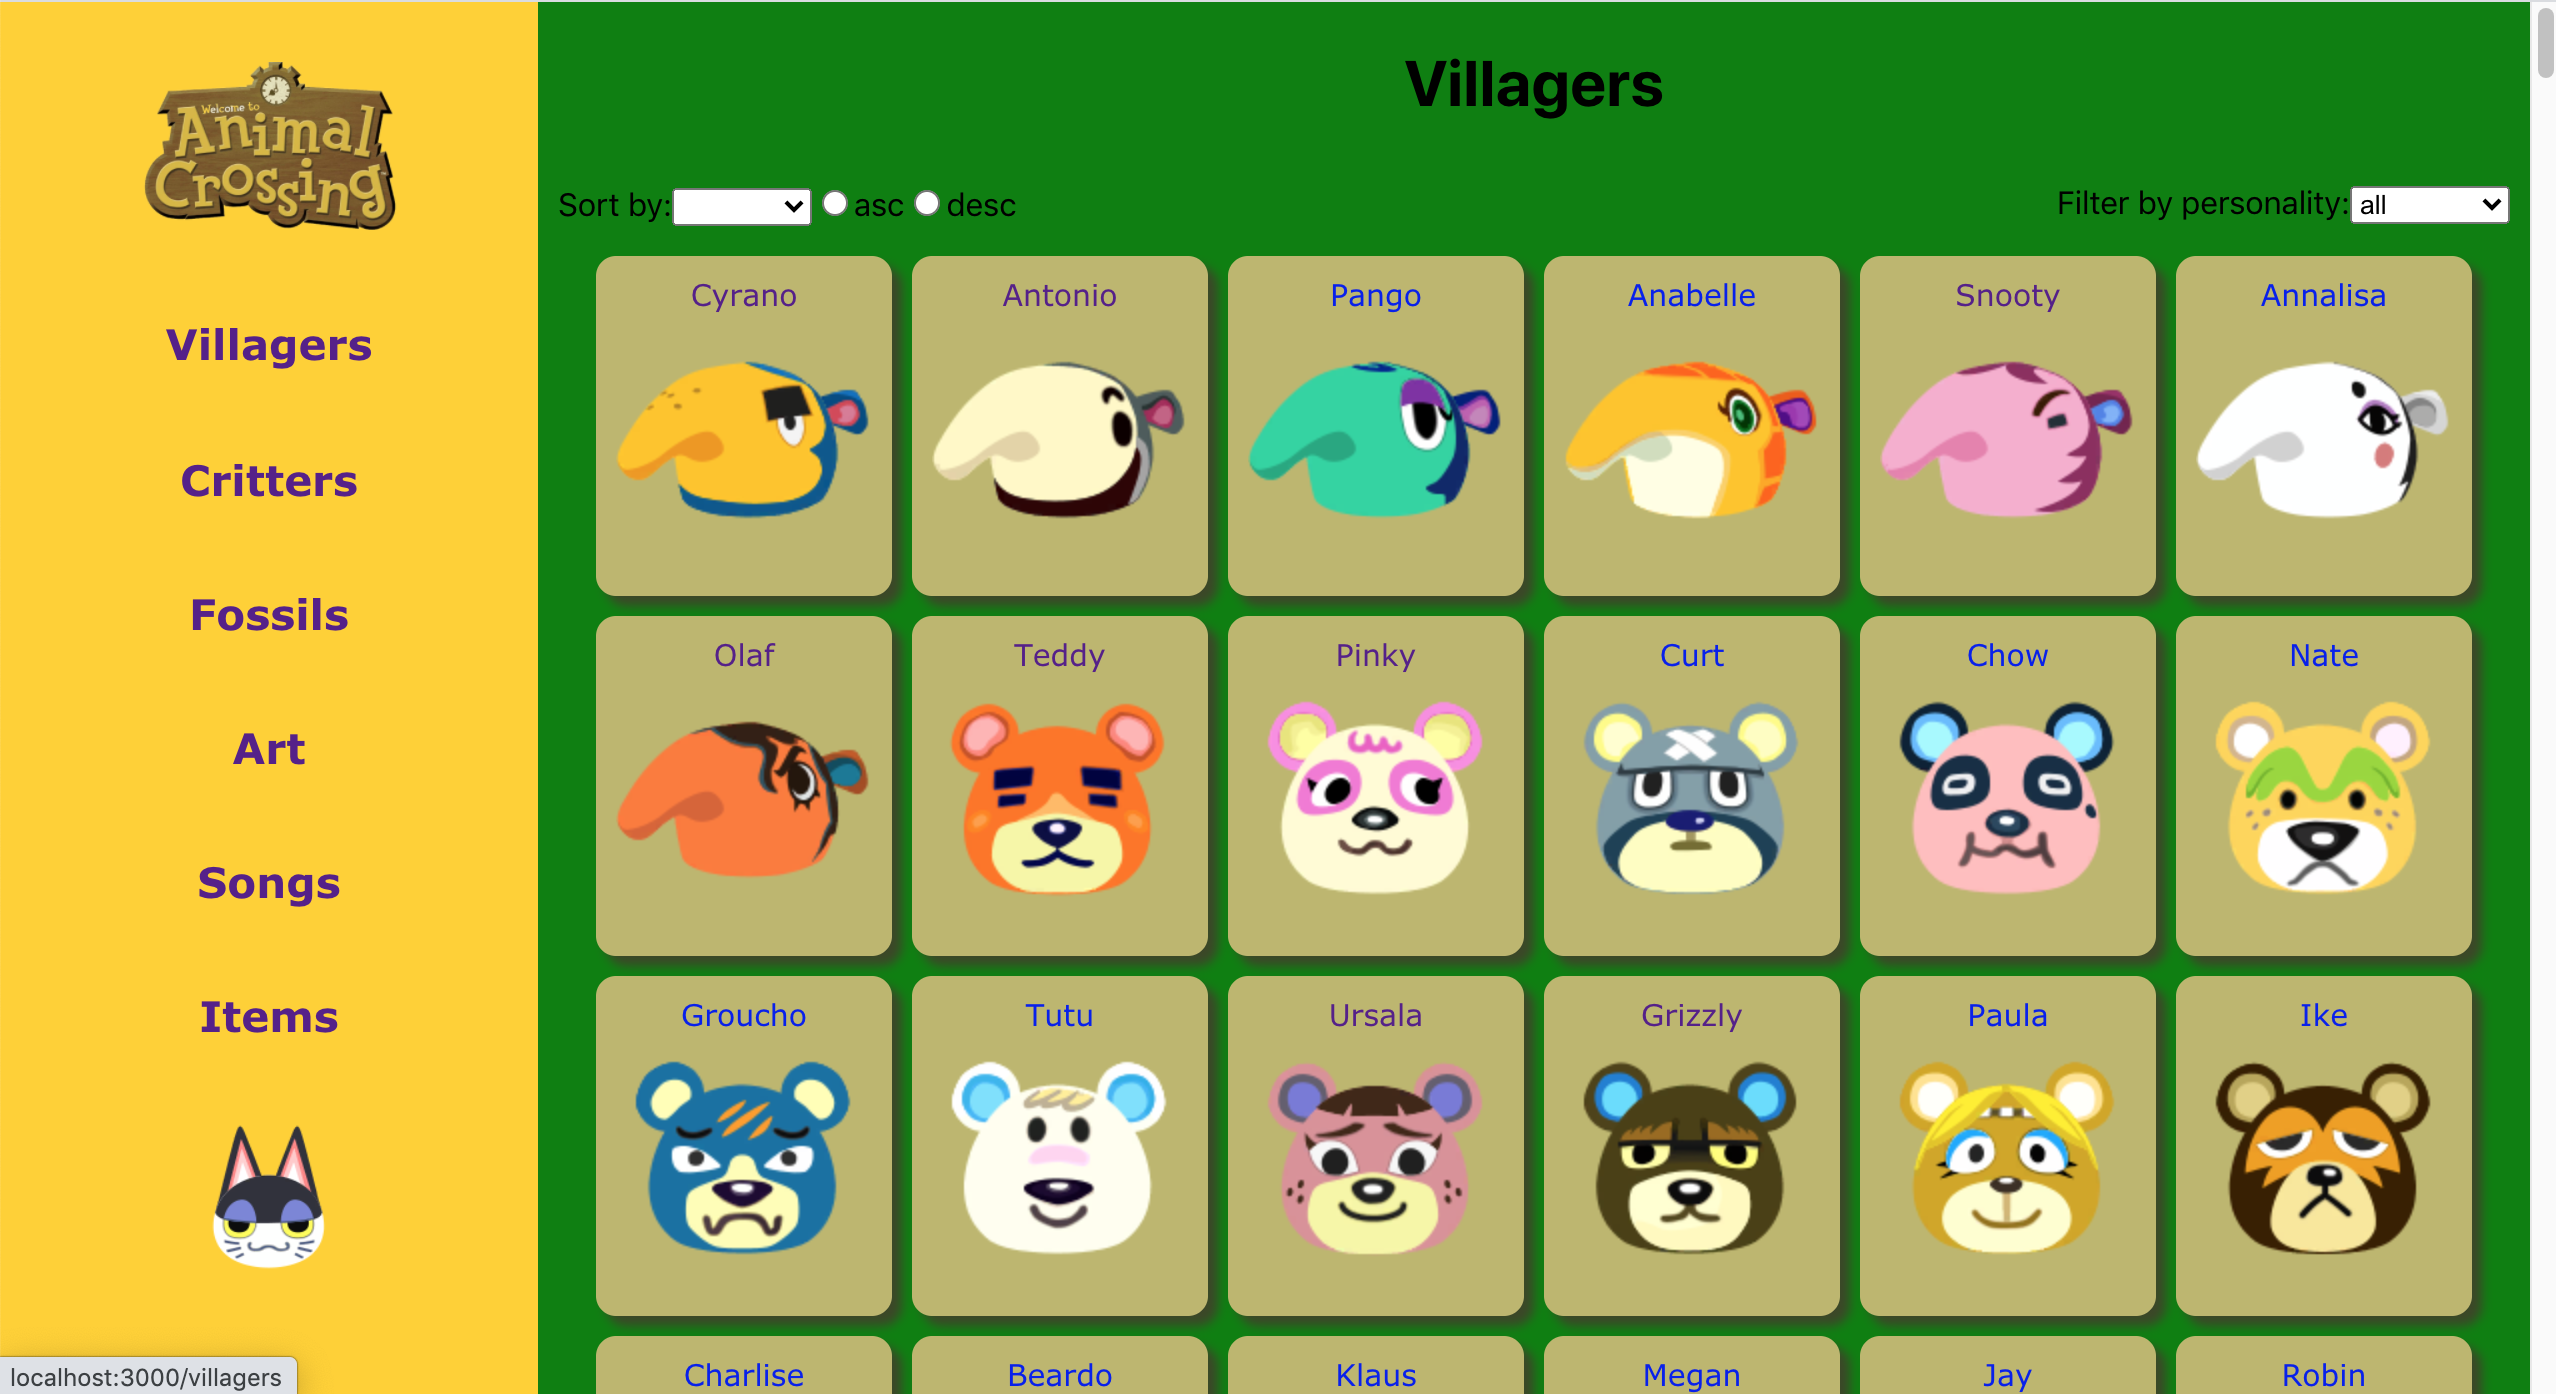 Welcome to
Animal
Crossing
Villagers
Critters
Fossils
Art
Songs
Items
localhost:3000/villagers
Villagers
Sort by: asc desc
Filter by personality: all
Cyrano Antonio Pango Anabelle Snooty Annalisa
Olaf Teddy Pinky Curt Chow Nate
Groucho Tutu Ursala Grizzly Paula Ike
Charlise Beardo Klaus Megan Jay Robin